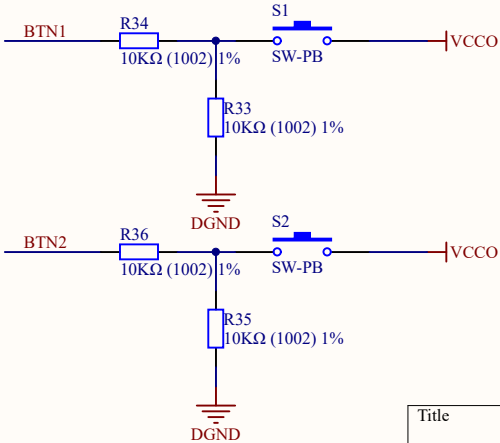 S1
R34
BTN1
VCCO
10KΩ (1002) 1%
SW-PB
R33
10KΩ (1002) 1%
DGND
S2
R36
BTN2
VCCO
10KΩ (1002) 1%
SW-PB
R35
10KΩ (1002) 1%
Title
DGND